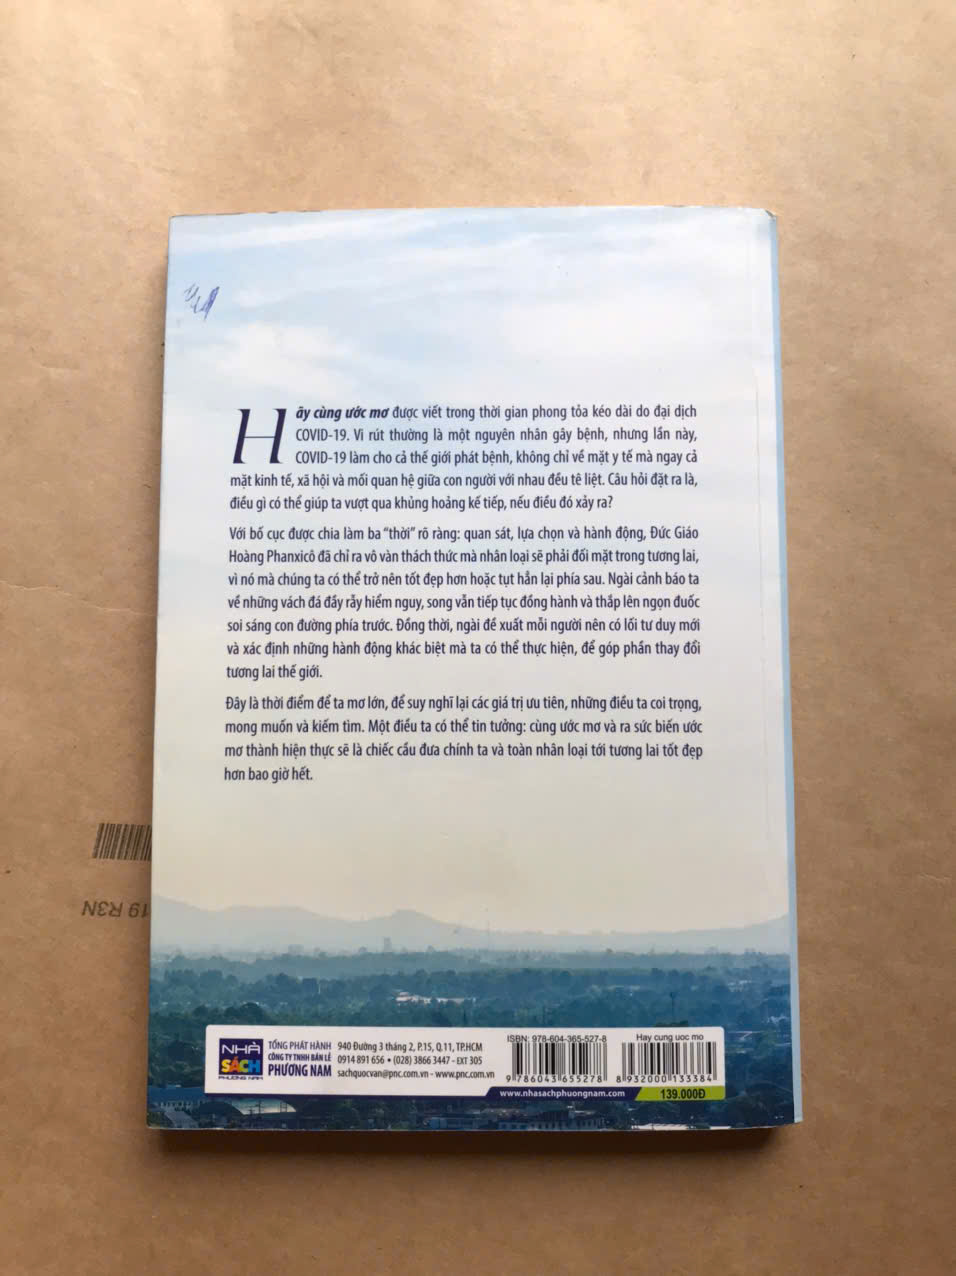 Hãy cùng ước mơ được viết trong thời gian phong tỏa kéo dài do đại dịch
COVID-19. Vi rút thường là một nguyên nhân gây bệnh, nhưng lần này,
COVID-19 làm cho cả thế giới phát bệnh, không chỉ về mặt y tế mà ngay cả
mặt kinh tế, xã hội và mối quan hệ giữa con người với nhau đều tê liệt. Câu hỏi đặt ra là,
điều gì có thể giúp ta vượt qua khủng hoảng kế tiếp, nếu điều đó xảy ra?
Với bố cục được chia làm ba “thời” rõ ràng: quan sát, lựa chọn và hành động, Đức Giáo
Hoàng Phanxicô đã chỉ ra vô vàn thách thức mà nhân loại sẽ phải đối mặt trong tương lai,
vì nó mà chúng ta có thể trở nên tốt đẹp hơn hoặc tụt hẳn lại phía sau. Ngài cảnh báo ta
về những vách đá đầy rẫy hiểm nguy, song vẫn tiếp tục đồng hành và thắp lên ngọn đuốc
soi sáng con đường phía trước. Đồng thời, ngài đề xuất mỗi người nên có lối tư duy mới
và xác định những hành động khác biệt mà ta có thể thực hiện, để góp phần thay đổi
tương lai thế giới.
Đây là thời điểm để ta mơ lớn, để suy nghĩ lại các giá trị ưu tiên, những điều ta coi trọng,
mong muốn và kiếm tìm. Một điều ta có thể tin tưởng: cùng ước mơ và ra sức biến ước
mơ thành hiện thực sẽ là chiếc cầu đưa chính ta và toàn nhân loại tới tương lai tốt đẹp
hơn bao giờ hết.
19 R3N
NHÀ
SÁCH
PHƯƠNG NAM
TỔNG PHÁT HÀNH
CÔNG TY TNHH BÁN LẺ
PHƯƠNG NAM
940 Đường 3 tháng 2, P.15, Q.11, TP.HCM
0914 891 656 • (028) 3866 3447 - EXT 305
sachquocvan@pnc.com.vn - www.pnc.com.vn
ISBN: 978-604-365-527-8
9 786043 655278
Hay cung uoc mo
8 932000 133384
www.nhasachphuongnam.com
139.000Đ